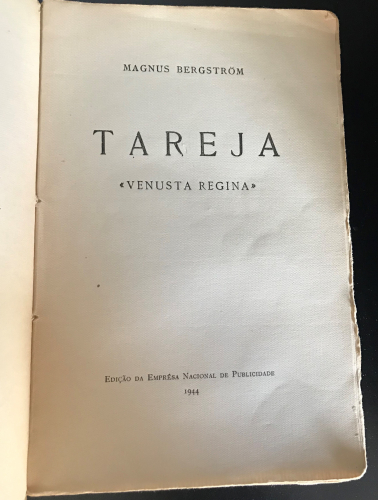 MAGNUS BERGSTRÖM
TAREJA
«VENUSTA REGINA»
EDIÇÃO DA EMPRÊSA NACIONAL DE PUBLICIDADE
1944